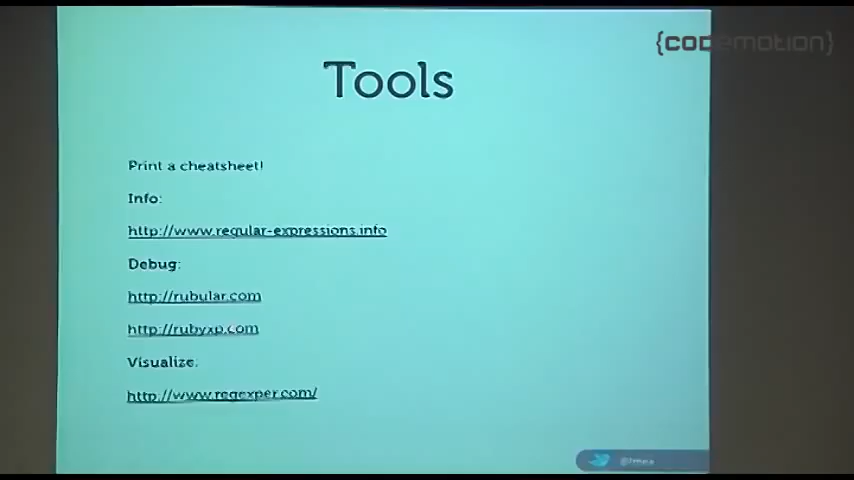 {codemotion}
Tools
Print a cheatsheet!
Info:
http://www.regular-expressions.info
Debug:
http://rubular.com
http://rubyxp.com
Visualize:
http://www.regexper.com/